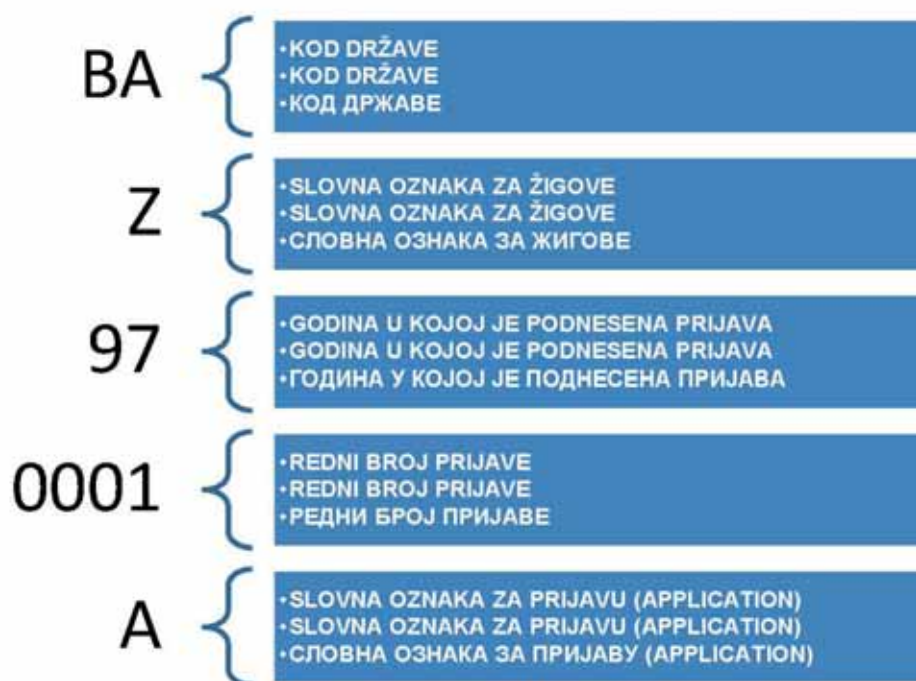 BA
•KOD DRŽAVE
•KOD DRŽAVE
•КОД ДРЖАВЕ
Z
•SLOVNA OZNAKA ZA ŽIGOVE
•SLOVNA OZNAKA ZA ŽIGOVE
•СЛОВНА ОЗНАКА ЗА ЖИГОВЕ
97
•GODINA U KOJOJ JE PODNESENA PRIJAVA
•GODINA U KOJOJ JE PODNESENA PRIJAVA
•ГОДИНА У КОЈОЈ ЈЕ ПОДНЕСЕНА ПРИЈАВА
0001
•REDNI BROJ PRIJAVE
•REDNI BROJ PRIJAVE
•РЕДНИ БРОЈ ПРИЈАВЕ
A
•SLOVNA OZNAKA ZA PRIJAVU (APPLICATION)
•SLOVNA OZNAKA ZA PRIJAVU (APPLICATION)
•СЛОВНА ОЗНАКА ЗА ПРИЈАВУ (APPLICATION)